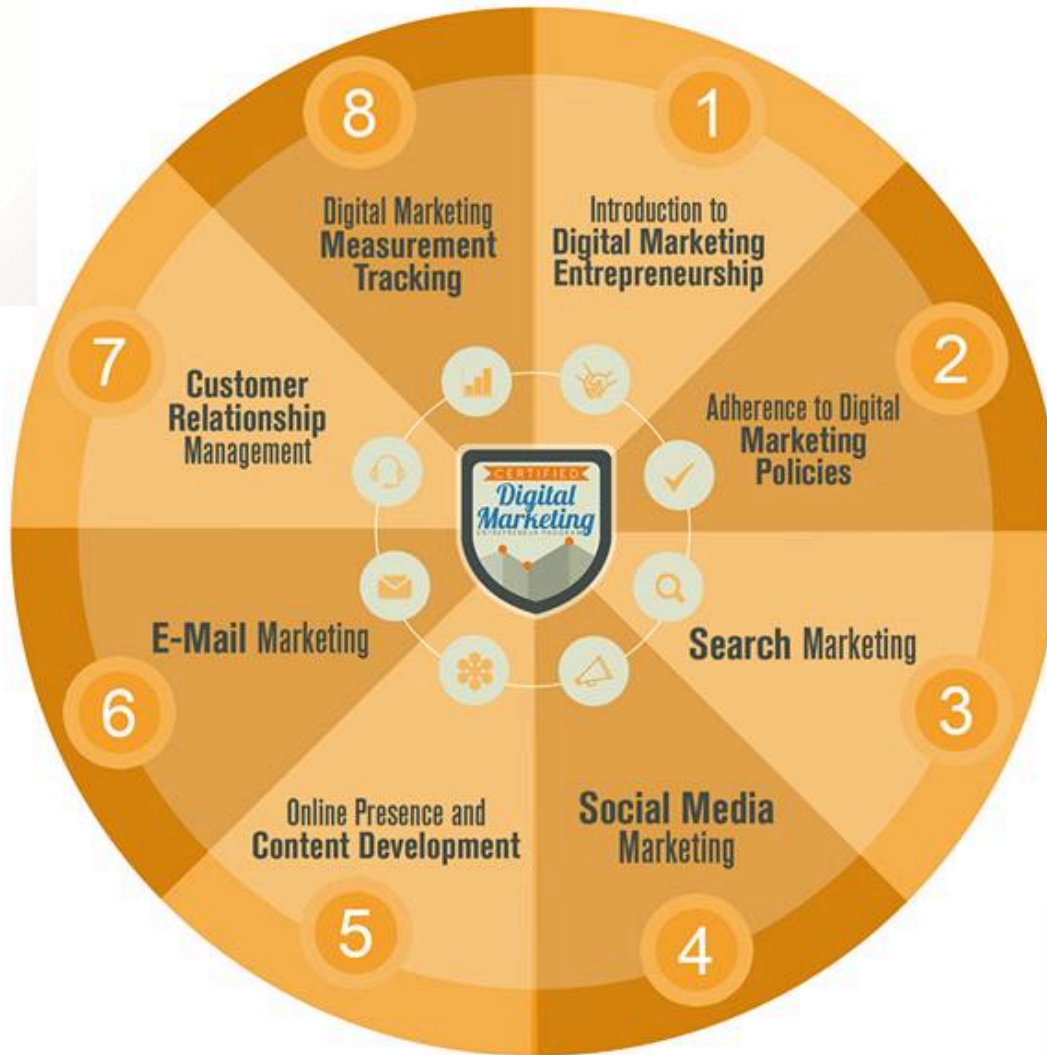 1
Introduction to
Digital Marketing
Entrepreneurship
2
Adherence to Digital
Marketing
Policies
3
Search Marketing
4
Social Media
Marketing
5
Online Presence and
Content Development
6
E-Mail Marketing
7
Customer
Relationship
Management
8
Digital Marketing
Measurement
Tracking
CERTIFIED
Digital
Marketing
ENTREPRENEUR PROGRAM